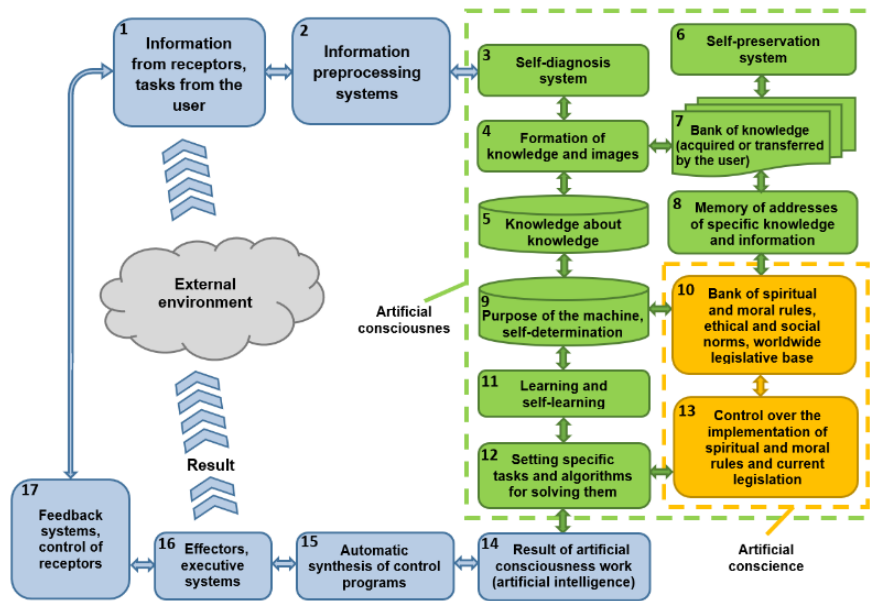 1
Information
from receptors,
tasks from the
user
2
Information
preprocessing
systems
3
Self-diagnosis
system
6
Self-preservation
system
4
Formation of
knowledge and images
7
Bank of knowledge
(acquired or transferred
by the user)
5
Knowledge about
knowledge
8
Memory of addresses
of specific knowledge
and information
External
environment
Artificial
consciousnes
9
Purpose of the machine,
self-determination
10
Bank of spiritual
and moral rules,
ethical and social
norms, worldwide
legislative base
11
Learning and
self-learning
13
Control over the
implementation of
spiritual and moral
rules and current
legislation
12
Setting specific
tasks and algorithms
for solving them
Result
17
Feedback
systems,
control of
receptors
16
Effectors,
executive
systems
15
Automatic
synthesis of control
programs
14
Result of artificial
consciousness work
(artificial intelligence)
Artificial
conscience